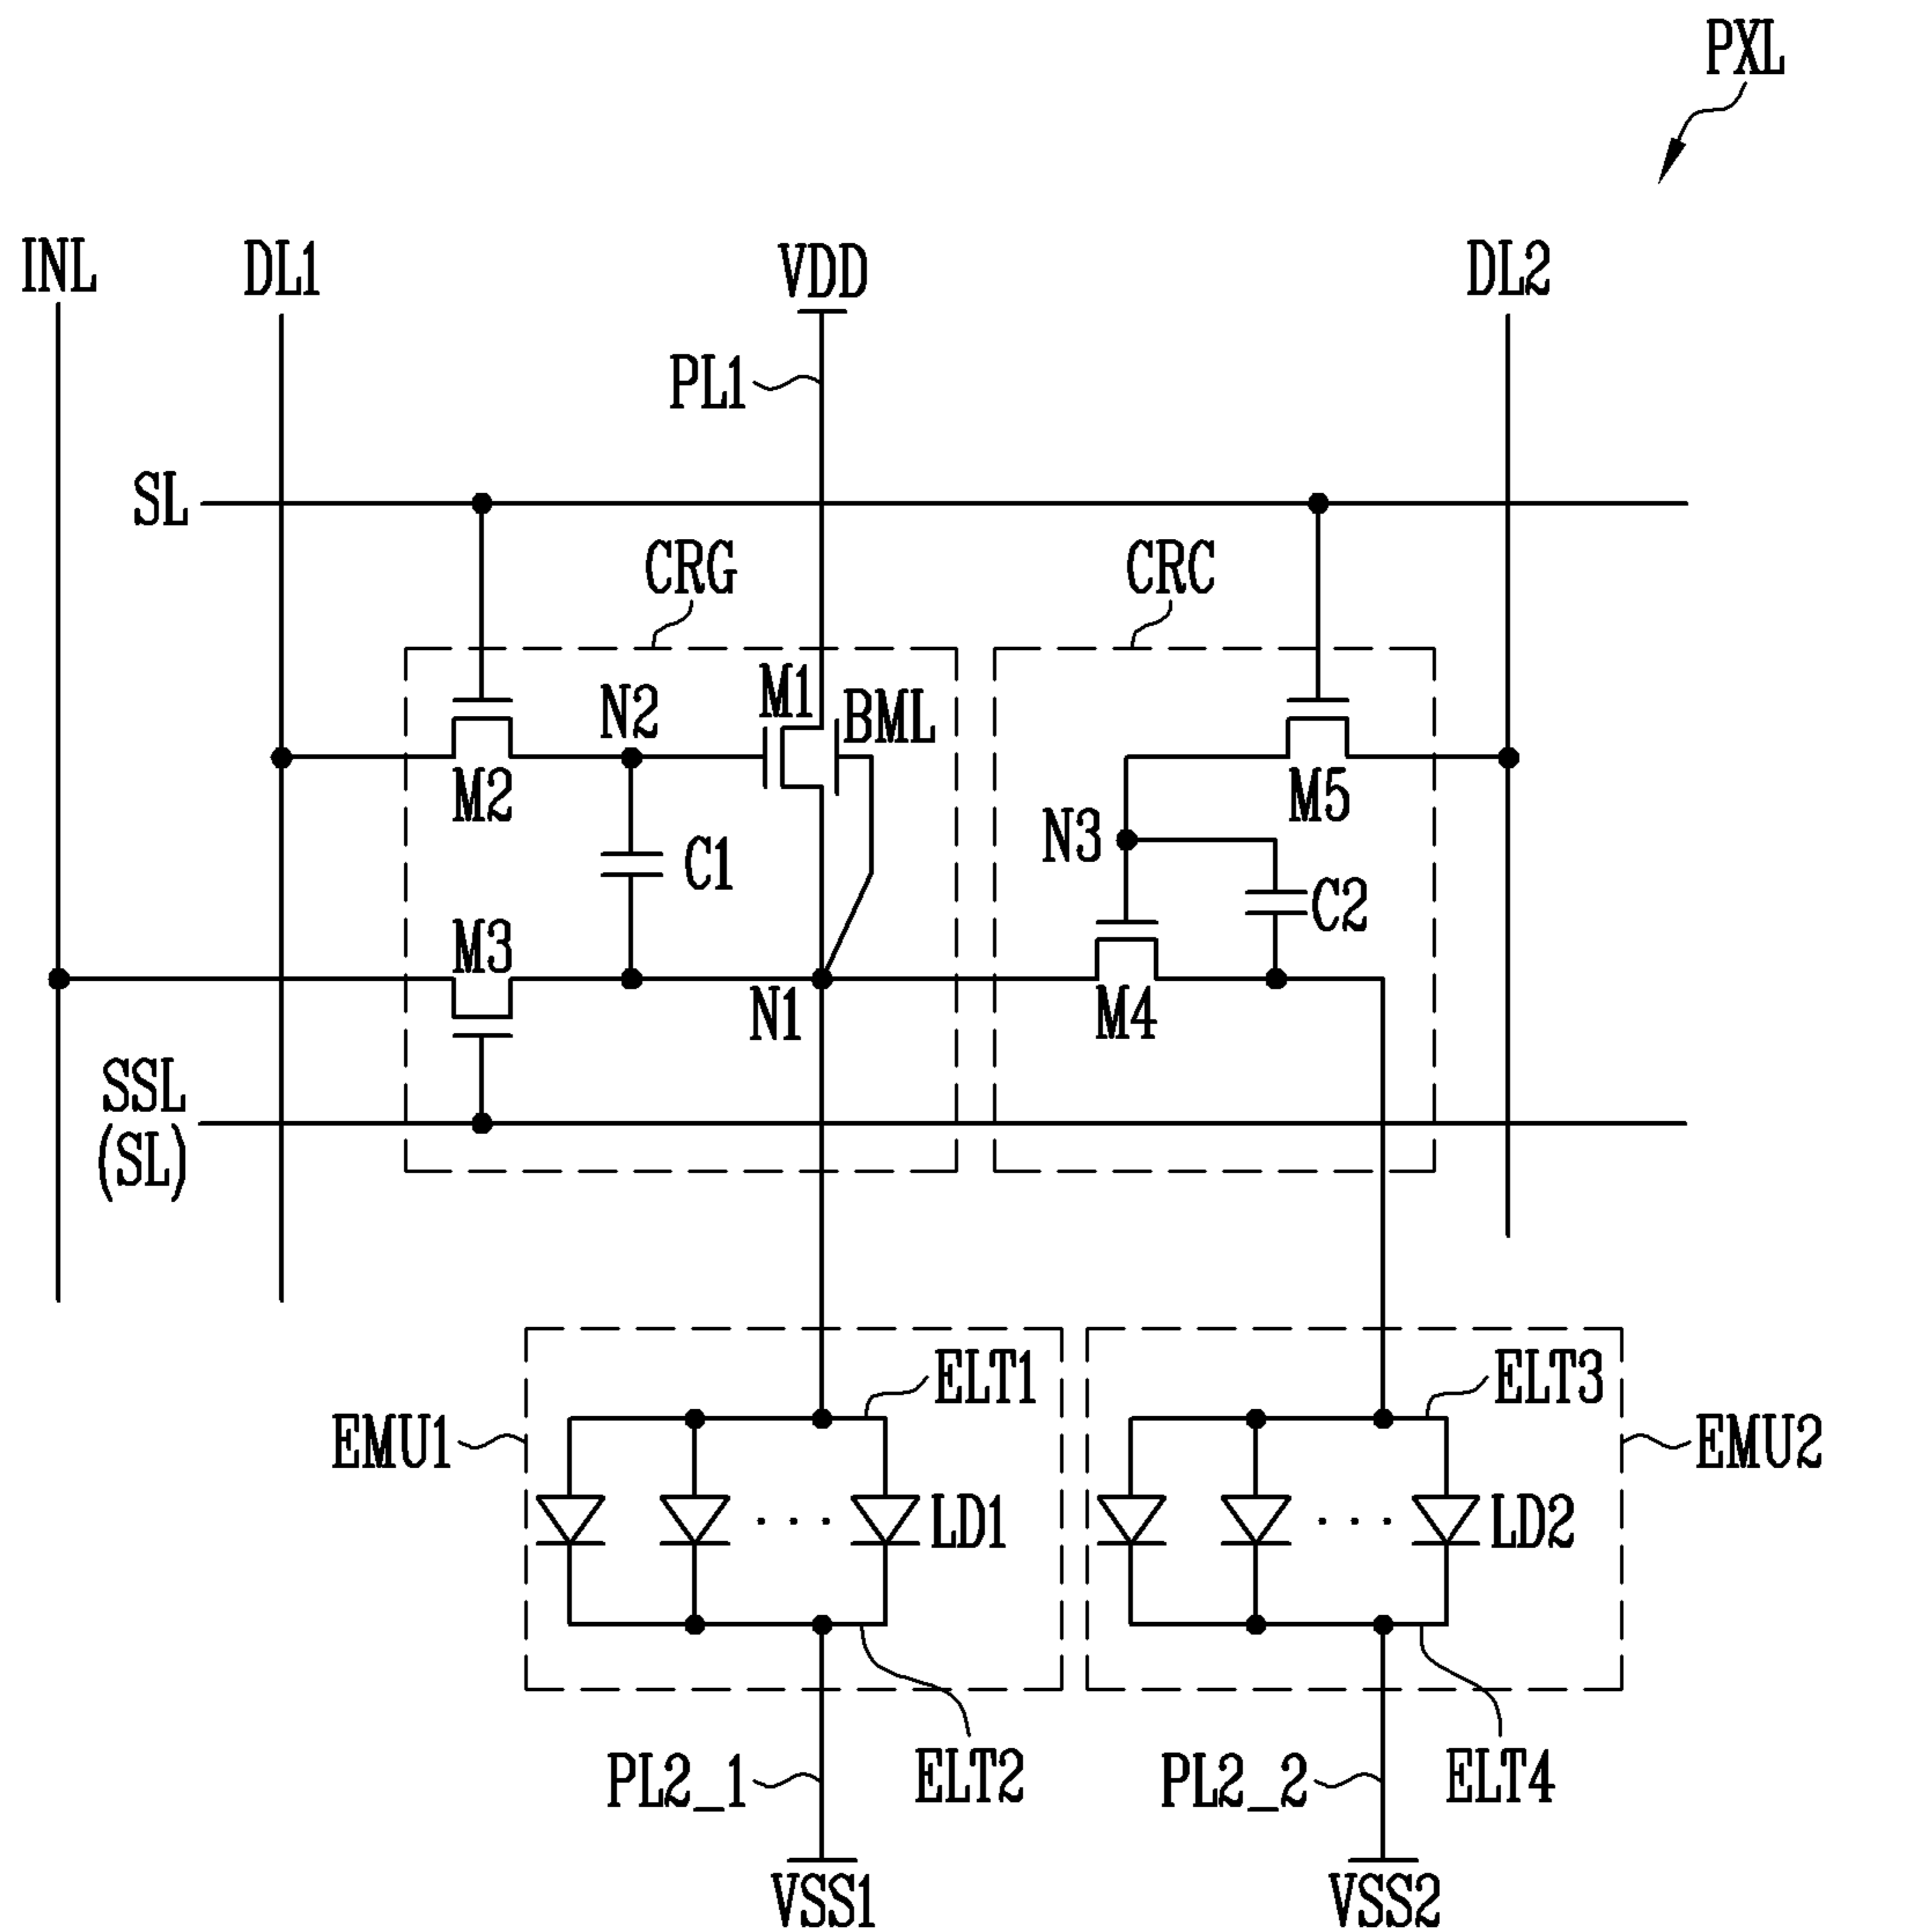 PXL
INL
DL1
VDD
DL2
PL1
SL
CRG
CRC
M1
N2
BML
M2
M5
N3
C1
C2
M3
N1
M4
SSL
(SL)
ELT1
ELT3
EMU1
EMU2
LD1
LD2
PL2_1
ELT2
PL2_2
ELT4
VSS1
VSS2